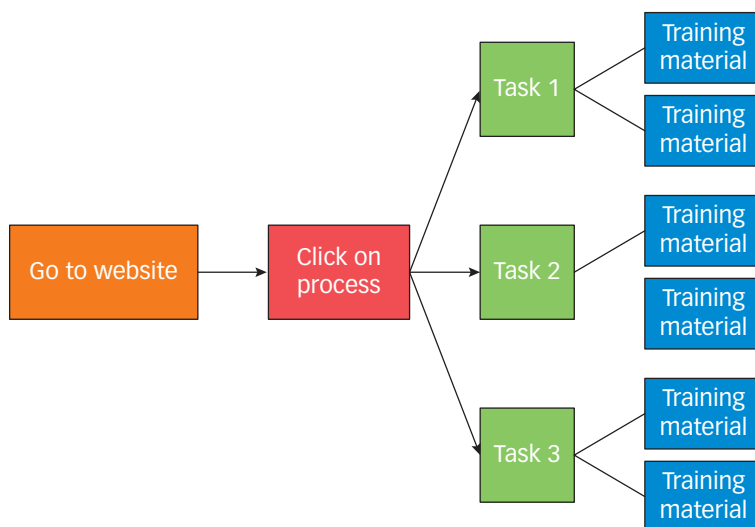 Go to website
Click on
process
Task 1
Training
material
Training
material
Task 2
Training
material
Training
material
Task 3
Training
material
Training
material